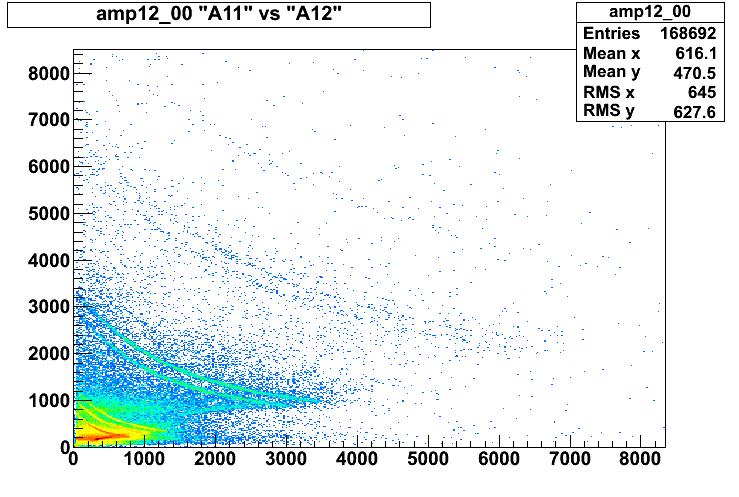 amp12_00 "A11" vs "A12"
amp12_00
Entries 168692
Mean x 616.1
Mean y 470.5
RMS x 645
RMS y 627.6
8000
7000
6000
5000
4000
3000
2000
1000
0
0 1000 2000 3000 4000 5000 6000 7000 8000